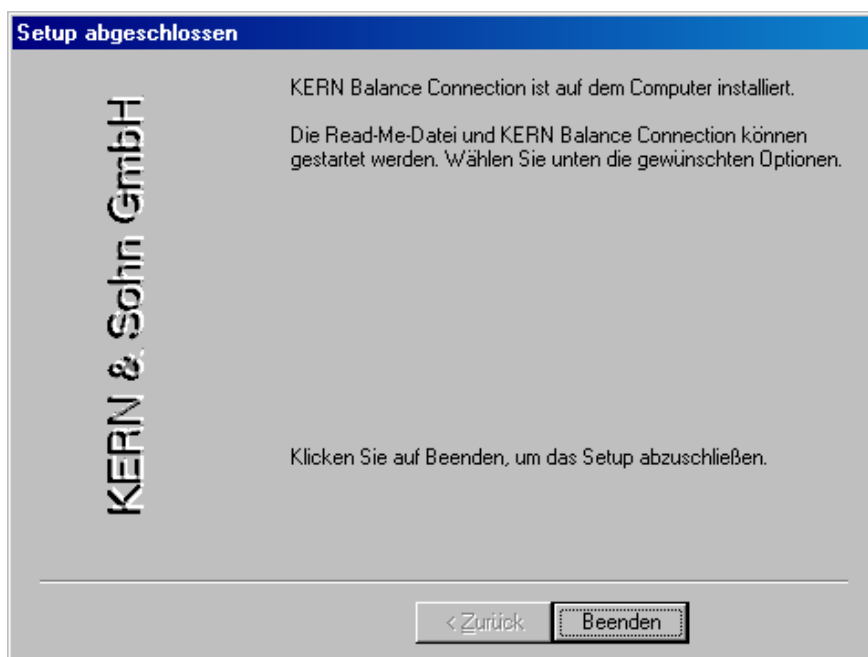 Setup abgeschlossen
KERN & Sohn GmbH
KERN Balance Connection ist auf dem Computer installiert.
Die Read-Me-Datei und KERN Balance Connection können
gestartet werden. Wählen Sie unten die gewünschten Optionen.
Klicken Sie auf Beenden, um das Setup abzuschließen.
< Zurück
Beenden